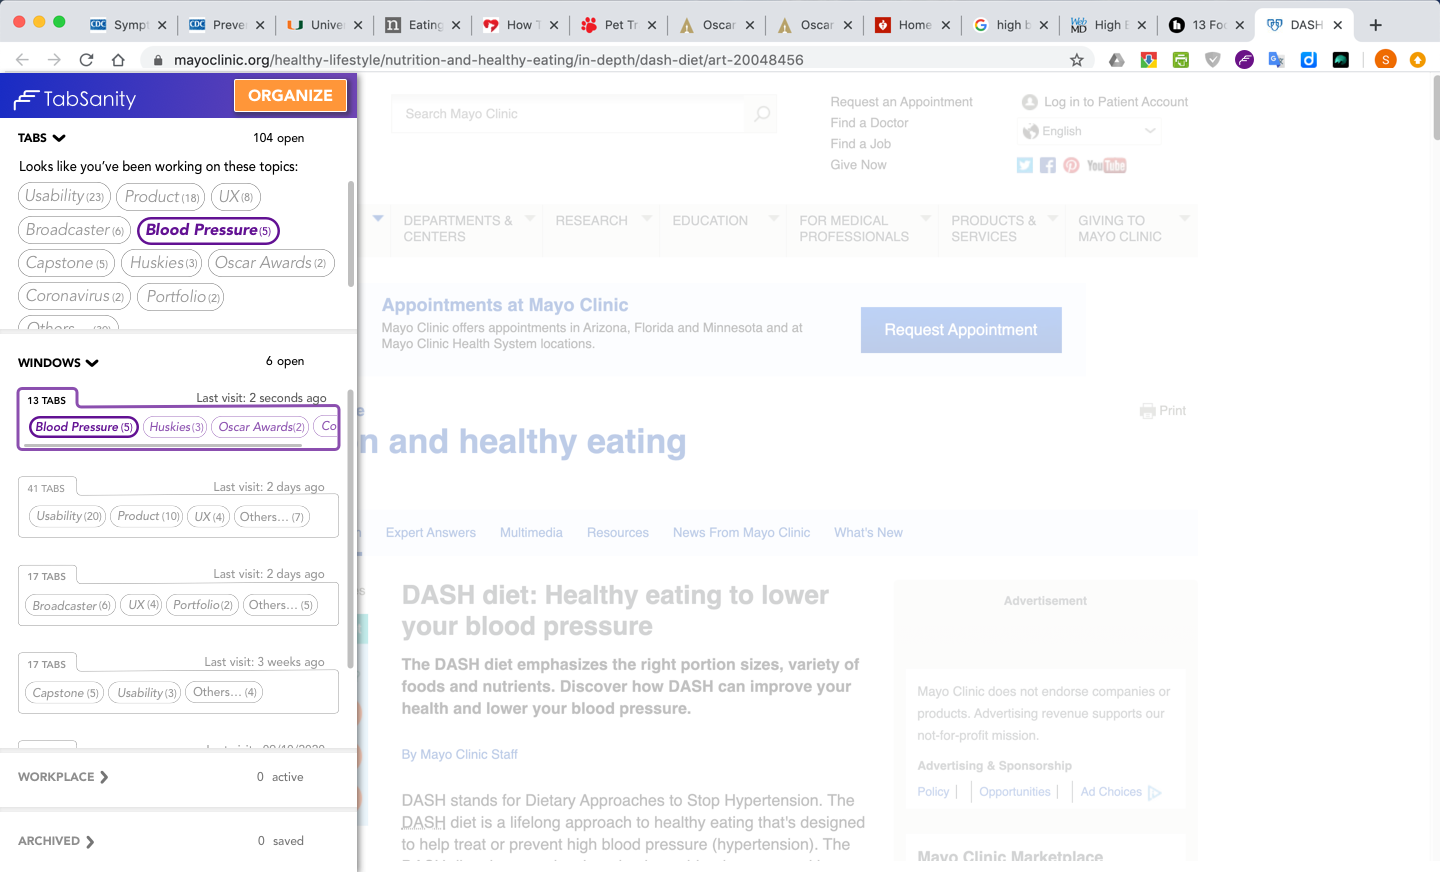 Sympt
Preve
Univer
Eating
How T
Pet Tr
Oscar
Oscar
Home
high b
High B
13 Foo
DASH
mayoclinic.org/healthy-lifestyle/nutrition-and-healthy-eating/in-depth/dash-diet/art-20048456
TabSanity
ORGANIZE
TABS
104 open
Looks like you've been working on these topics:
Usability (23)
Product (18)
UX (8)
Broadcaster (6)
Blood Pressure (5)
Capstone (5)
Huskies (3)
Oscar Awards (2)
Coronavirus (2)
Portfolio (2)
Others... (20)
WINDOWS
6 open
13 TABS
Last visit: 2 seconds ago
Blood Pressure (5)
Huskies (3)
Oscar Awards(2)
Co
41 TABS
Last visit: 2 days ago
Usability (20)
Product (10)
UX (4)
Others... (7)
17 TABS
Last visit: 2 days ago
Broadcaster (6)
UX (4)
Portfolio(2)
Others... (5)
17 TABS
Last visit: 3 weeks ago
Capstone (5)
Usability (3)
Others... (4)
WORKPLACE
0 active
ARCHIVED
0 saved
Search Mayo Clinic
Request an Appointment
Find a Doctor
Find a Job
Give Now
Log in to Patient Account
English
YouTube
DEPARTMENTS &
CENTERS
RESEARCH
EDUCATION
FOR MEDICAL
PROFESSIONALS
PRODUCTS &
SERVICES
GIVING TO
MAYO CLINIC
Appointments at Mayo Clinic
Mayo Clinic offers appointments in Arizona, Florida and Minnesota and at
Mayo Clinic Health System locations.
Request Appointment
e
Print
n and healthy eating
Expert Answers
Multimedia
Resources
News From Mayo Clinic
What's New
DASH diet: Healthy eating to lower
your blood pressure
The DASH diet emphasizes the right portion sizes, variety of
foods and nutrients. Discover how DASH can improve your
health and lower your blood pressure.
By Mayo Clinic Staff
DASH stands for Dietary Approaches to Stop Hypertension. The
DASH diet is a lifelong approach to healthy eating that's designed
to help treat or prevent high blood pressure (hypertension). The
Advertisement
Mayo Clinic does not endorse companies or
products. Advertising revenue supports our
not-for-profit mission.
Advertising & Sponsorship
Policy
Opportunities
Ad Choices
Mayo Clinic Marketplace